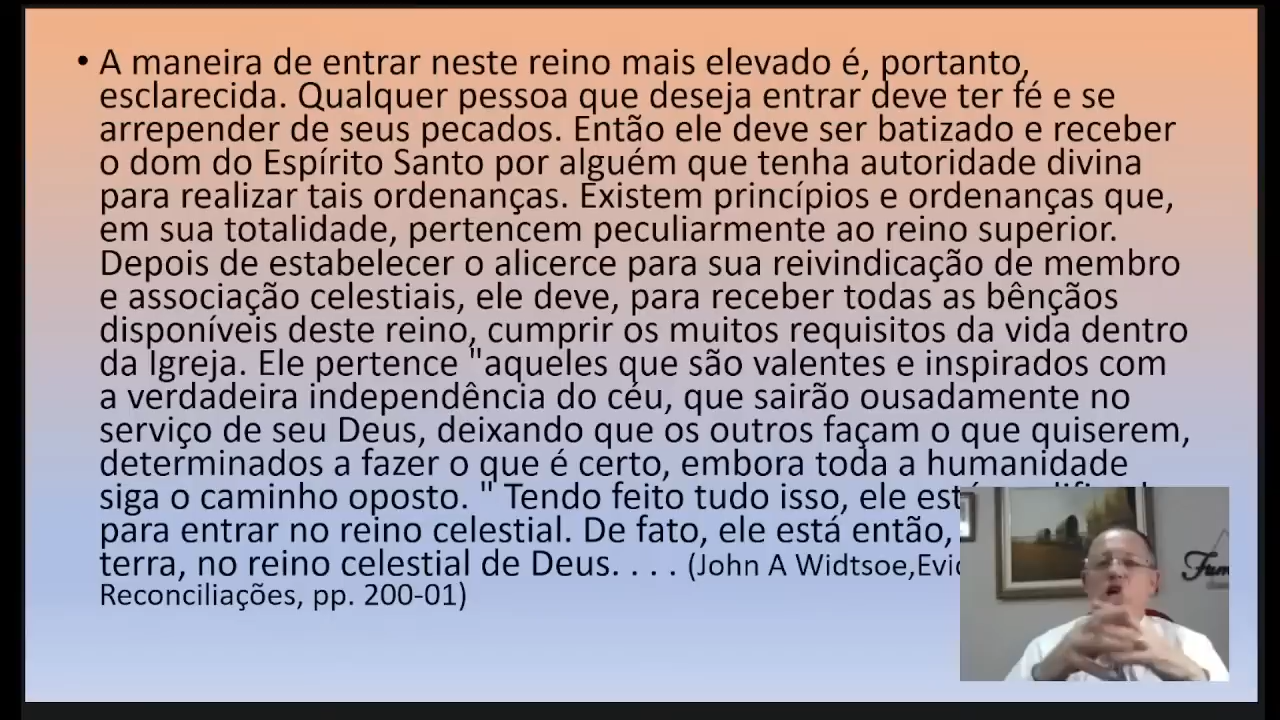 • A maneira de entrar neste reino mais elevado é, portanto,
esclarecida. Qualquer pessoa que deseja entrar deve ter fé e se
arrepender de seus pecados. Então ele deve ser batizado e receber
o dom do Espírito Santo por alguém que tenha autoridade divina
para realizar tais ordenanças. Existem princípios e ordenanças que,
em sua totalidade, pertencem peculiarmente ao reino superior.
Depois de estabelecer o alicerce para sua reivindicação de membro
e associação celestiais, ele deve, para receber todas as bênçãos
disponíveis deste reino, cumprir os muitos requisitos da vida dentro
da Igreja. Ele pertence "aqueles que são valentes e inspirados com
a verdadeira independência do céu, que sairão ousadamente no
serviço de seu Deus, deixando que os outros façam o que quiserem,
determinados a fazer o que é certo, embora toda a humanidade
siga o caminho oposto. " Tendo feito tudo isso, ele
para entrar no reino celestial. De fato, ele está então,
terra, no reino celestial de Deus. . . . (John A Widtsoe,
Reconciliações, pp. 200-01)